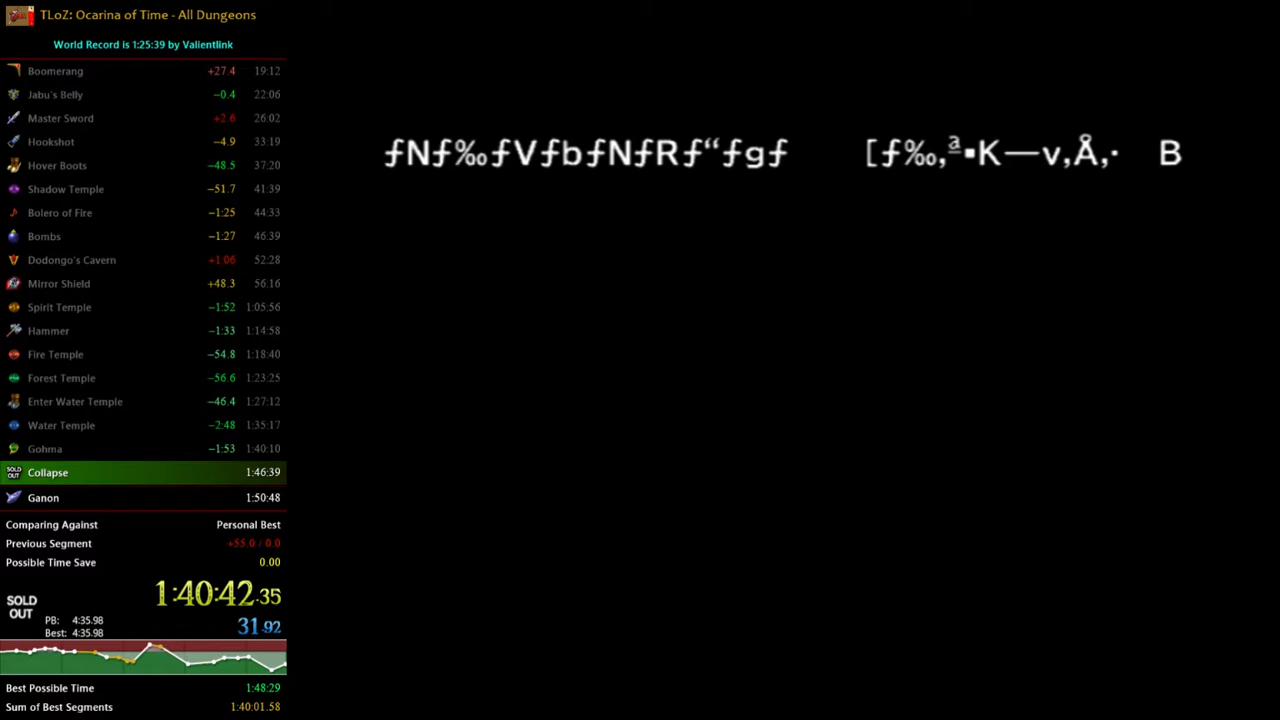 TLoZ: Ocarina of Time - All Dungeons
World Record is 1:25:39 by Valientlink
Boomerang +27.4 19:12
Jabu's Belly −0.4 22:06
Master Sword +2.6 26:02
Hookshot −4.9 33:19
Hover Boots −48.5 37:20
Shadow Temple −51.7 41:39
Bolero of Fire −1:25 44:33
Bombs −1:27 46:39
Dodongo's Cavern +1:06 52:28
Mirror Shield +48.3 56:16
Spirit Temple −1:52 1:05:56
Hammer −1:33 1:14:58
Fire Temple −54.8 1:18:40
Forest Temple −56.6 1:23:25
Enter Water Temple −46.4 1:27:12
Water Temple −2:48 1:35:17
Gohma −1:53 1:40:10
SOLD OUT Collapse 1:46:39
Ganon 1:50:48
Comparing Against Personal Best
Previous Segment +55.0 / 0.0
Possible Time Save 0.00
1:40:42.35
SOLD OUT
PB: 4:35.98
Best: 4:35.98
31.92
Best Possible Time 1:48:29
Sum of Best Segments 1:40:01.58
ƒNƒ‰ƒVƒbƒNƒRƒ“ƒgƒ [ƒ‰‚ª•K—v‚Å‚· B